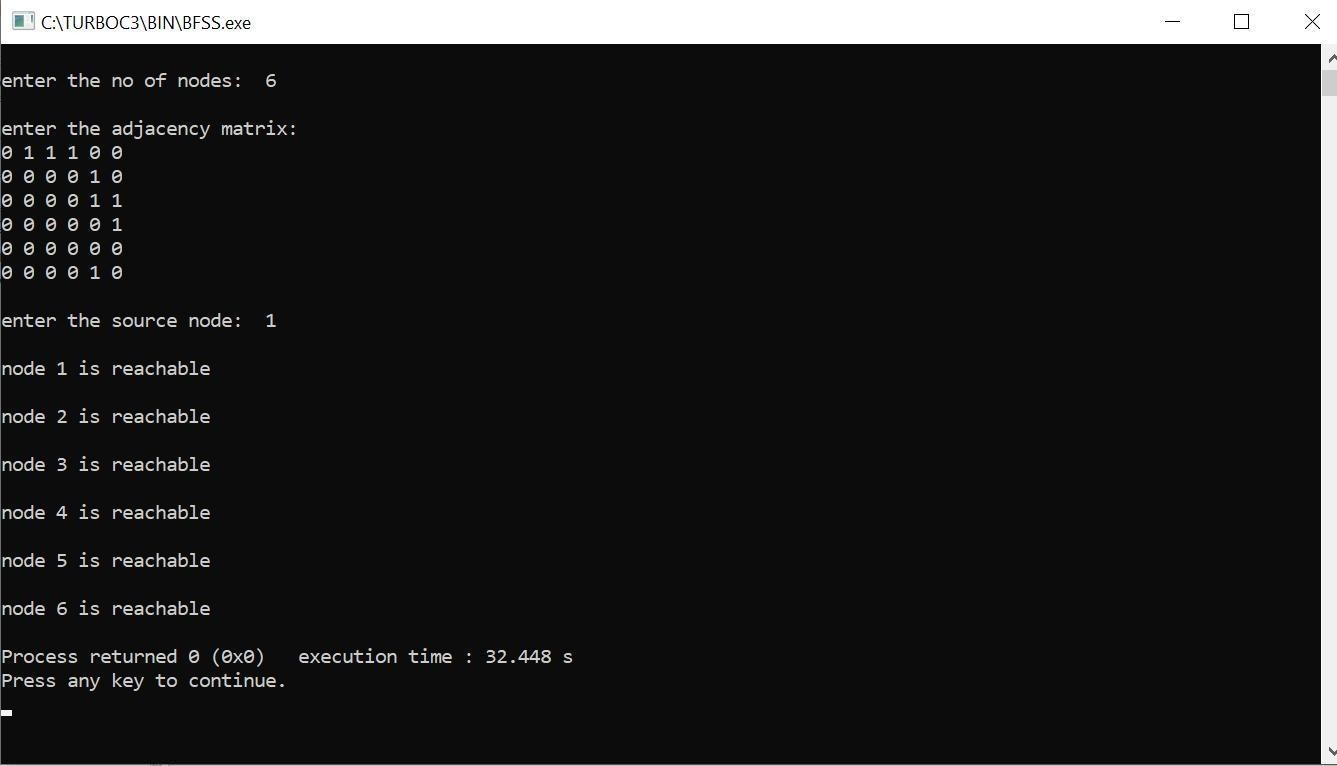 C:\TURBOC3\BIN\BFSS.exe
enter the no of nodes:  6
enter the adjacency matrix:
0 1 1 1 0 0
0 0 0 0 1 0
0 0 0 0 1 1
0 0 0 0 0 1
0 0 0 0 0 0
0 0 0 0 1 0
enter the source node:  1
node 1 is reachable
node 2 is reachable
node 3 is reachable
node 4 is reachable
node 5 is reachable
node 6 is reachable
Process returned 0 (0x0)   execution time : 32.448 s
Press any key to continue.